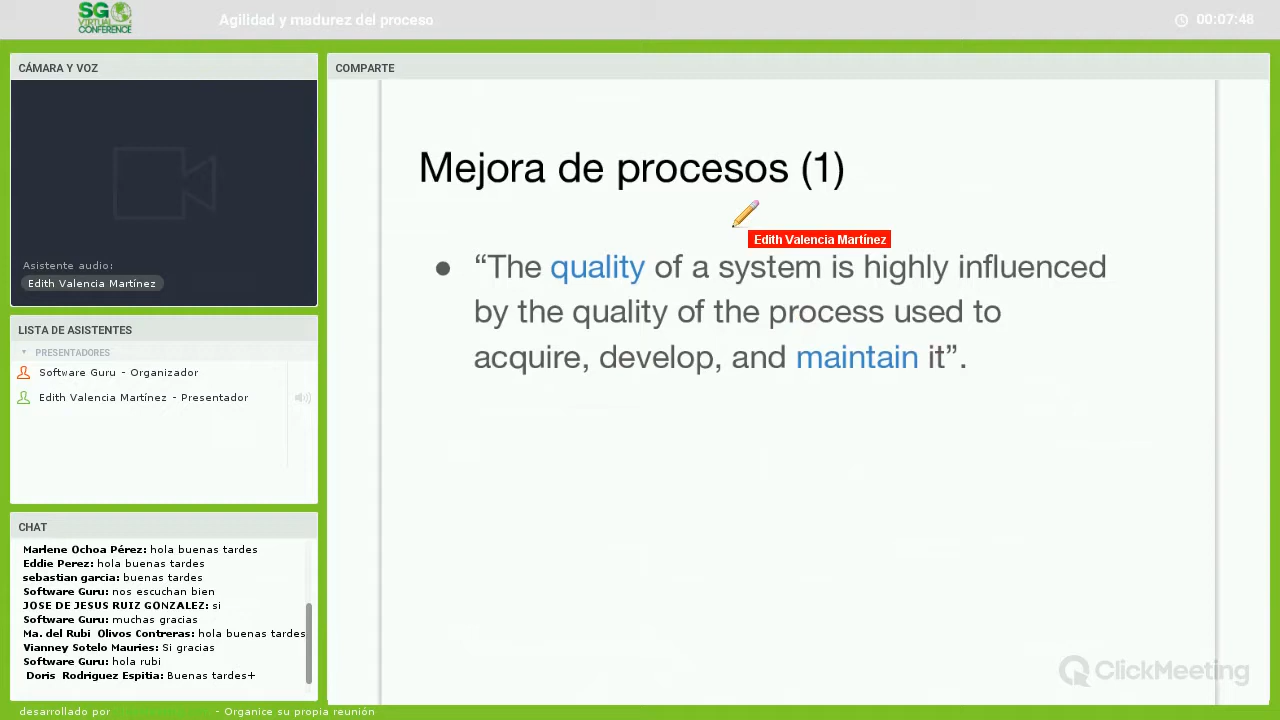 SG
VIRTUAL
CONFERENCE
Agilidad y madurez del proceso
00:07:48
CÁMARA Y VOZ
Asistente audio:
Edith Valencia Martínez
LISTA DE ASISTENTES
PRESENTADORES
Software Guru - Organizador
Edith Valencia Martínez - Presentador
CHAT
Marlene Ochoa Pérez: hola buenas tardes
Eddie Perez: hola buenas tardes
sebastian garcia: buenas tardes
Software Guru: nos escuchan bien
JOSE DE JESUS RUIZ GONZALEZ: si
Software Guru: muchas gracias
Ma. del Rubi Olivos Contreras: hola buenas tardes
Vianney Sotelo Mauries: Si gracias
Software Guru: hola rubi
Doris Rodriguez Espitia: Buenas tardes+
COMPARTE
Mejora de procesos (1)
Edith Valencia Martínez
● “The quality of a system is highly influenced
by the quality of the process used to
acquire, develop, and maintain it”.
ClickMeeting
desarrollado por - Organice su propia reunión